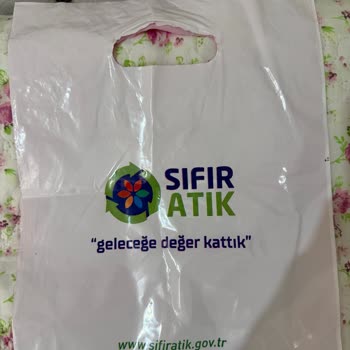 SIFIR
ATIK
“geleceğe değer kattık”
www.sifiratik.gov.tr